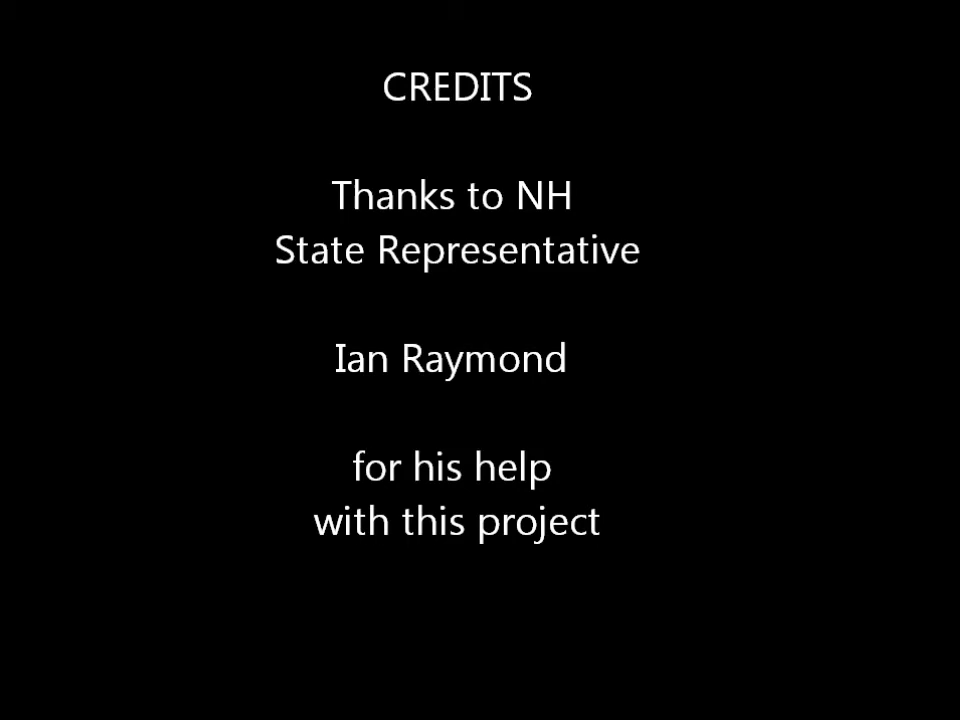 CREDITS
Thanks to NH
State Representative
Ian Raymond
for his help
with this project